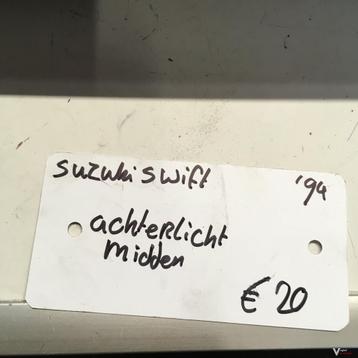 suzuki swift '94
achterlicht
midden
€ 20